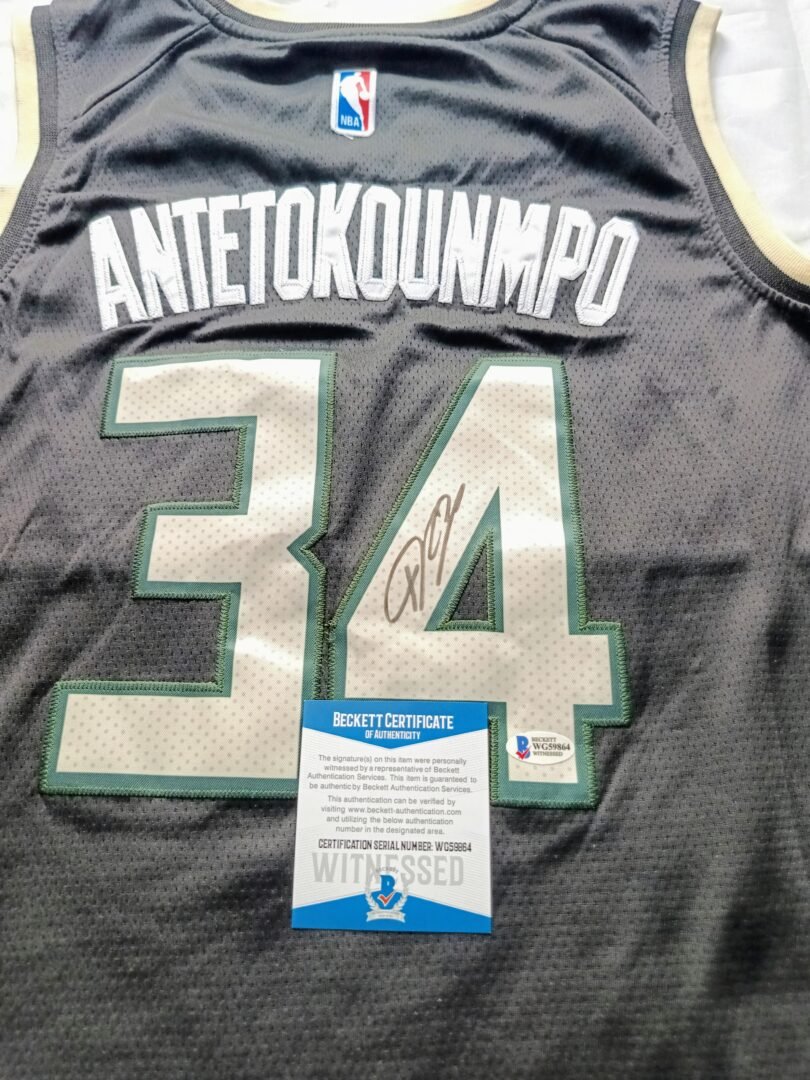 NBA
ANTETOKOUNMPO
34
BECKETT CERTIFICATE
OF AUTHENTICITY
The signature(s) on this item were personally
witnessed by a representative of Beckett
Authentication Services. This item is guaranteed
to be authentic by Beckett Authentication Services.
This authentication can be verified by
visiting www.beckett-authentication.com
and utilizing the below authentication
number in the designated area.
CERTIFICATION SERIAL NUMBER: WG59864
WITNESSED
BECKETT
B
BECKETT
B WG59864
WITNESSED